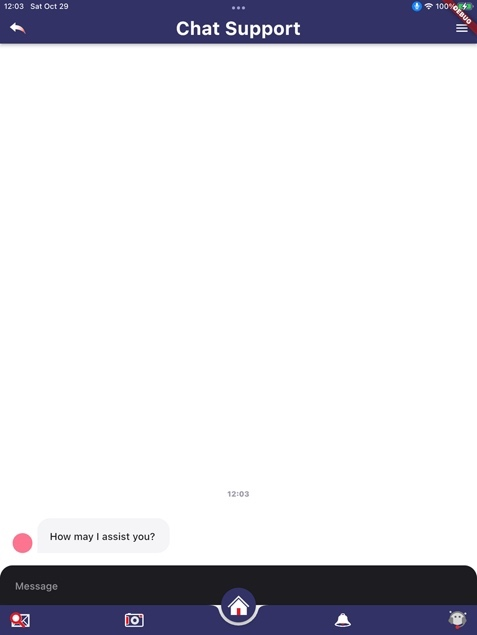 12:03 Sat Oct 29
100%
DEBUG
Chat Support
12:03
How may I assist you?
Message